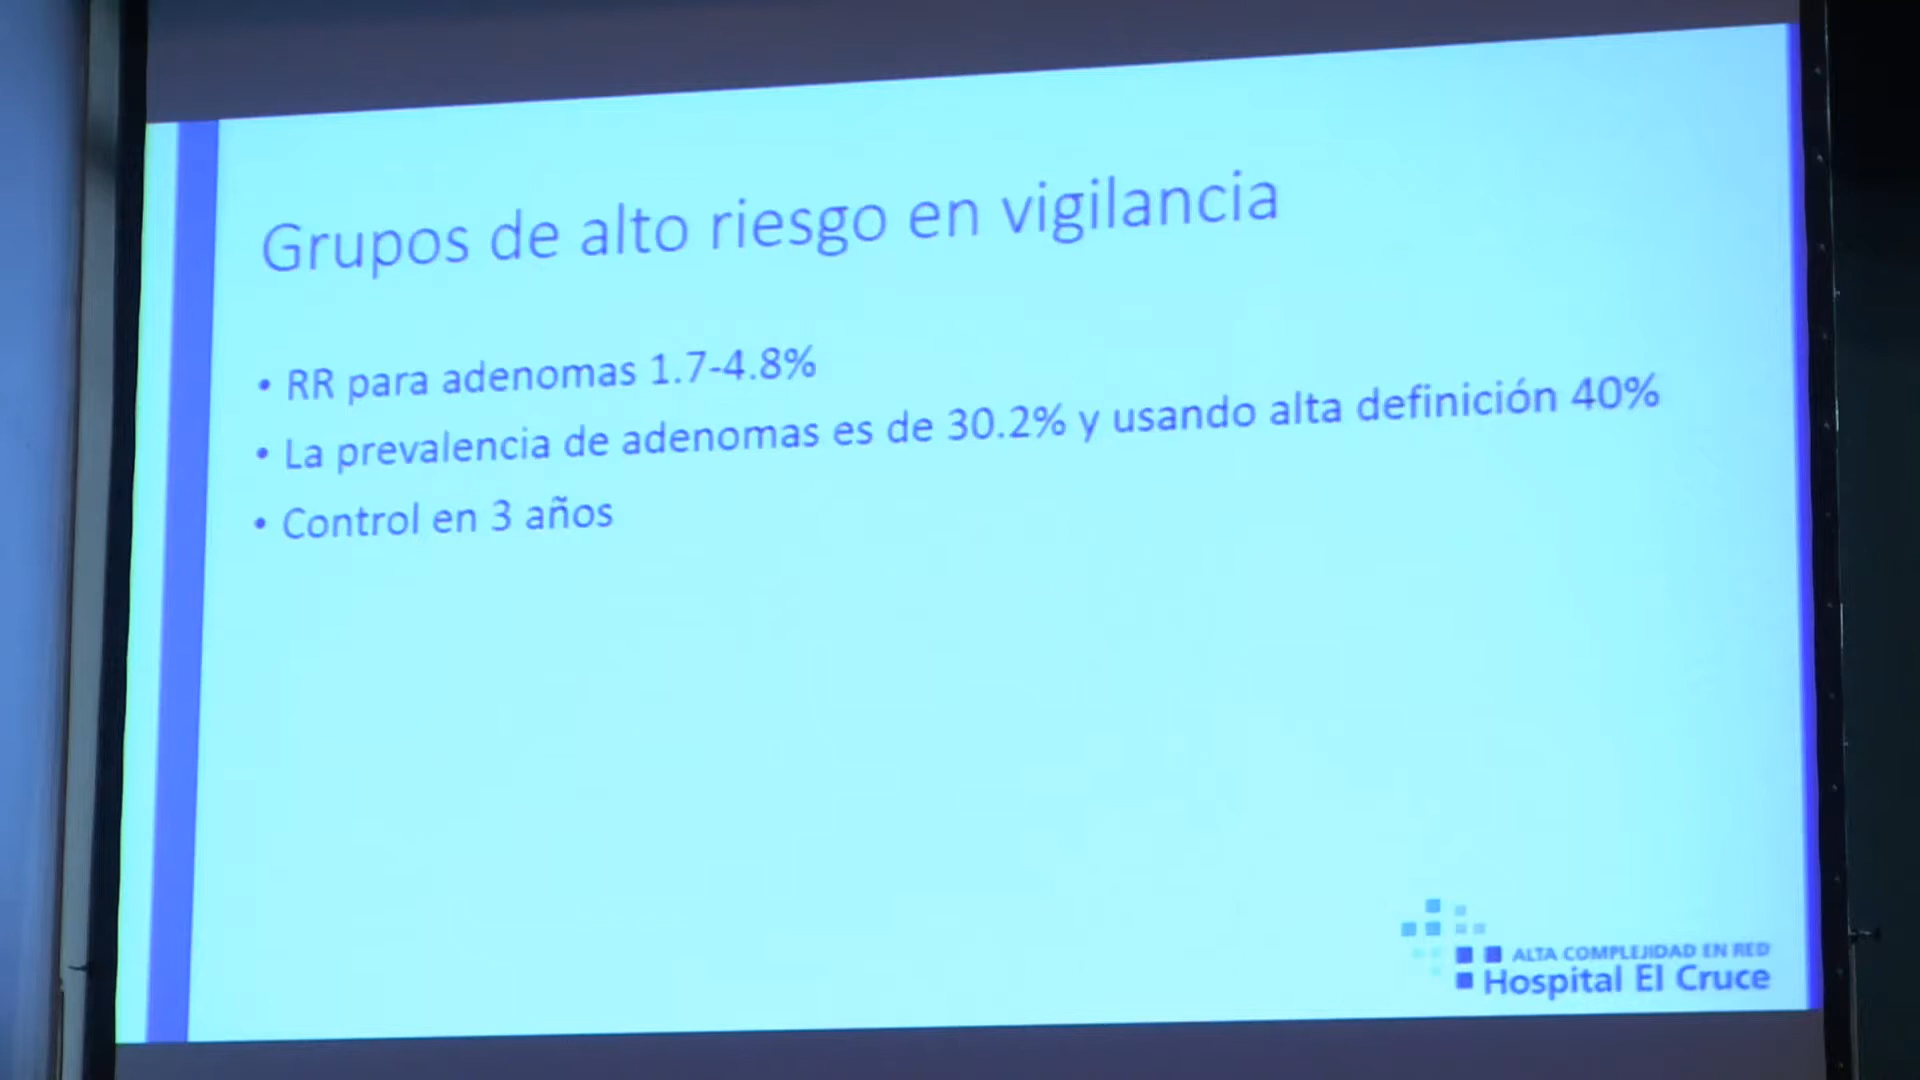 Grupos de alto riesgo en vigilancia
• RR para adenomas 1.7-4.8%
• La prevalencia de adenomas es de 30.2% y usando alta definición 40%
• Control en 3 años
ALTA COMPLEJIDAD EN RED
Hospital El Cruce